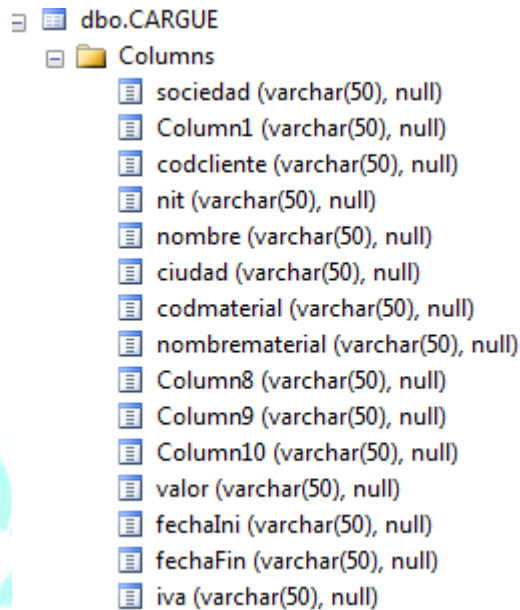 dbo.CARGUE
Columns
sociedad (varchar(50), null)
Column1 (varchar(50), null)
codcliente (varchar(50), null)
nit (varchar(50), null)
nombre (varchar(50), null)
ciudad (varchar(50), null)
codmaterial (varchar(50), null)
nombrematerial (varchar(50), null)
Column8 (varchar(50), null)
Column9 (varchar(50), null)
Column10 (varchar(50), null)
valor (varchar(50), null)
fechaIni (varchar(50), null)
fechaFin (varchar(50), null)
iva (varchar(50), null)